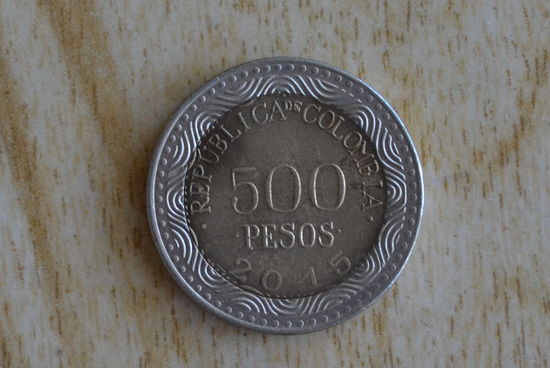 REPUBLICA DE COLOMBIA
500
PESOS
2015